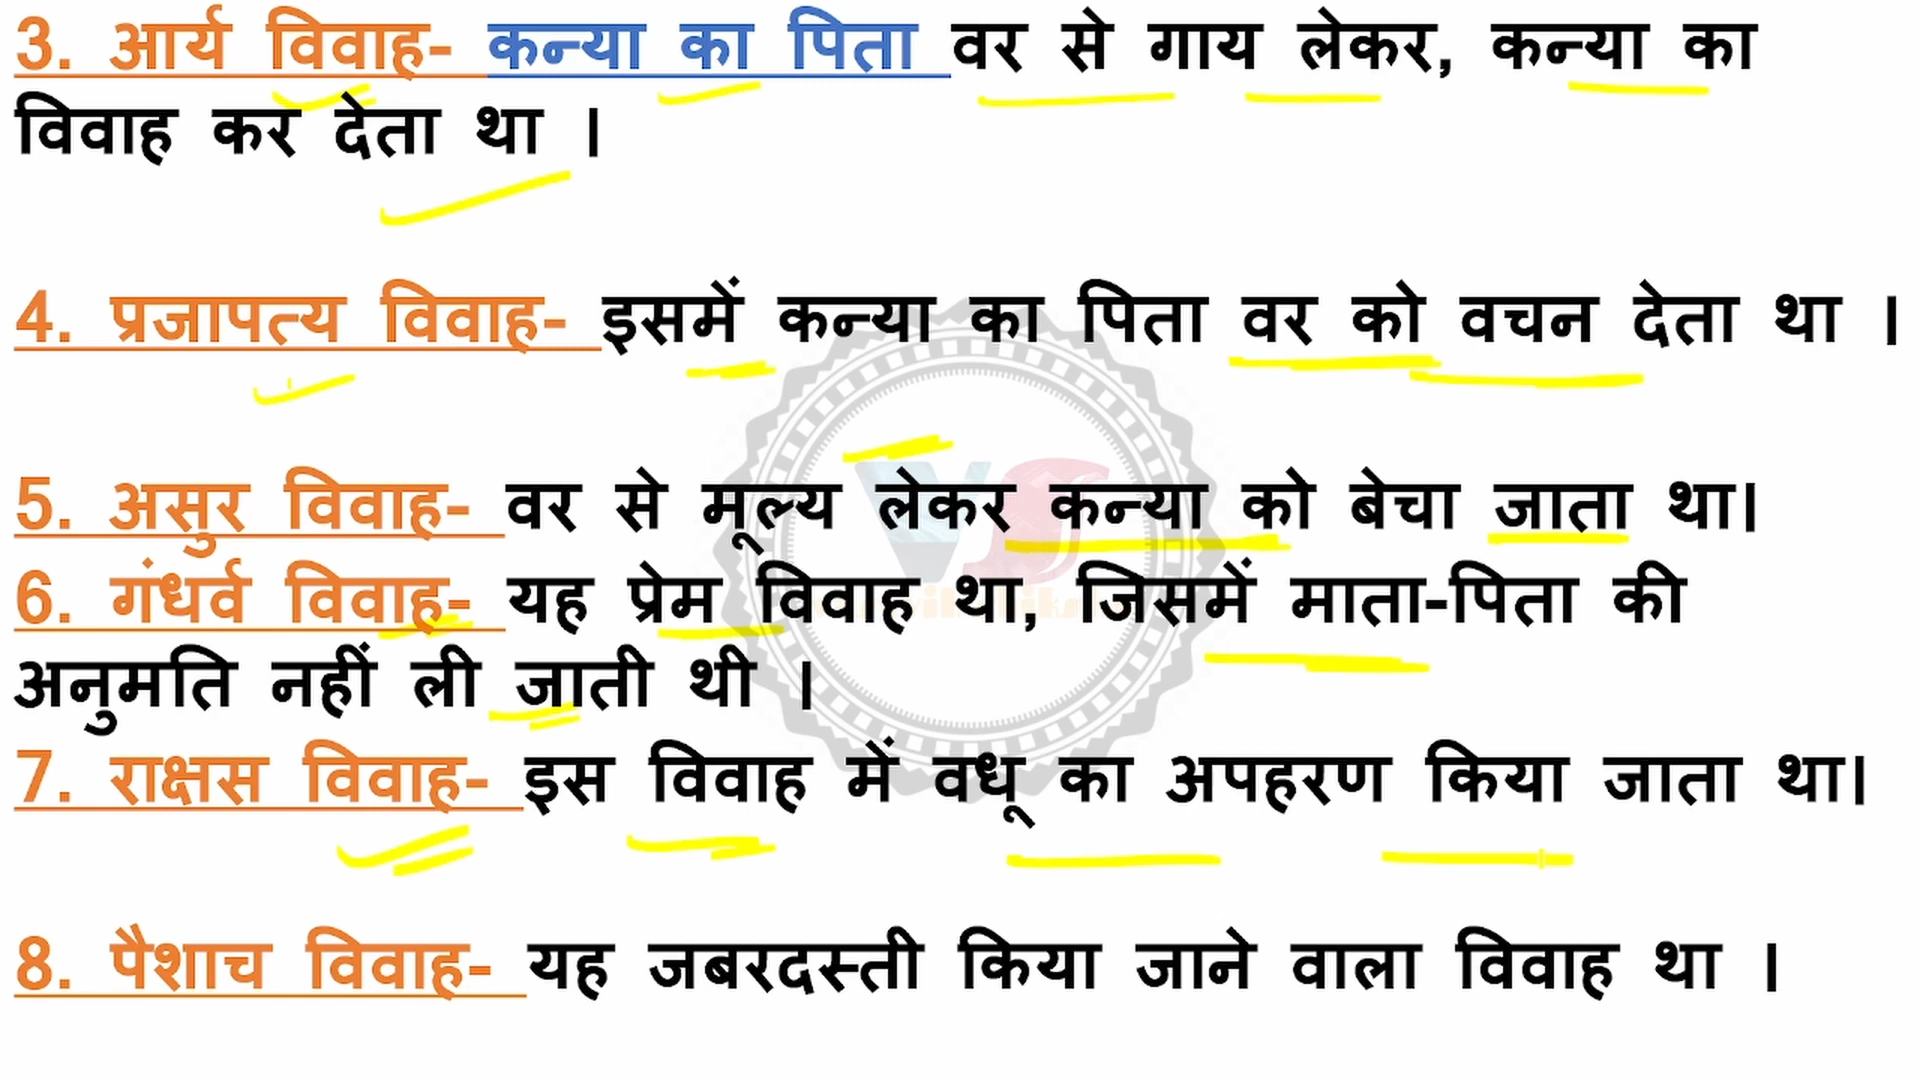 3. आर्य विवाह- कन्या का पिता वर से गाय लेकर, कन्या का
विवाह कर देता था ।
4. प्रजापत्य विवाह- इसमें कन्या का पिता वर को वचन देता था ।
5. असुर विवाह- वर से मूल्य लेकर कन्या को बेचा जाता था।
6. गंधर्व विवाह- यह प्रेम विवाह था, जिसमें माता-पिता की
अनुमति नहीं ली जाती थी ।
7. राक्षस विवाह- इस विवाह में वधू का अपहरण किया जाता था।
8. पैशाच विवाह- यह जबरदस्ती किया जाने वाला विवाह था ।
VS